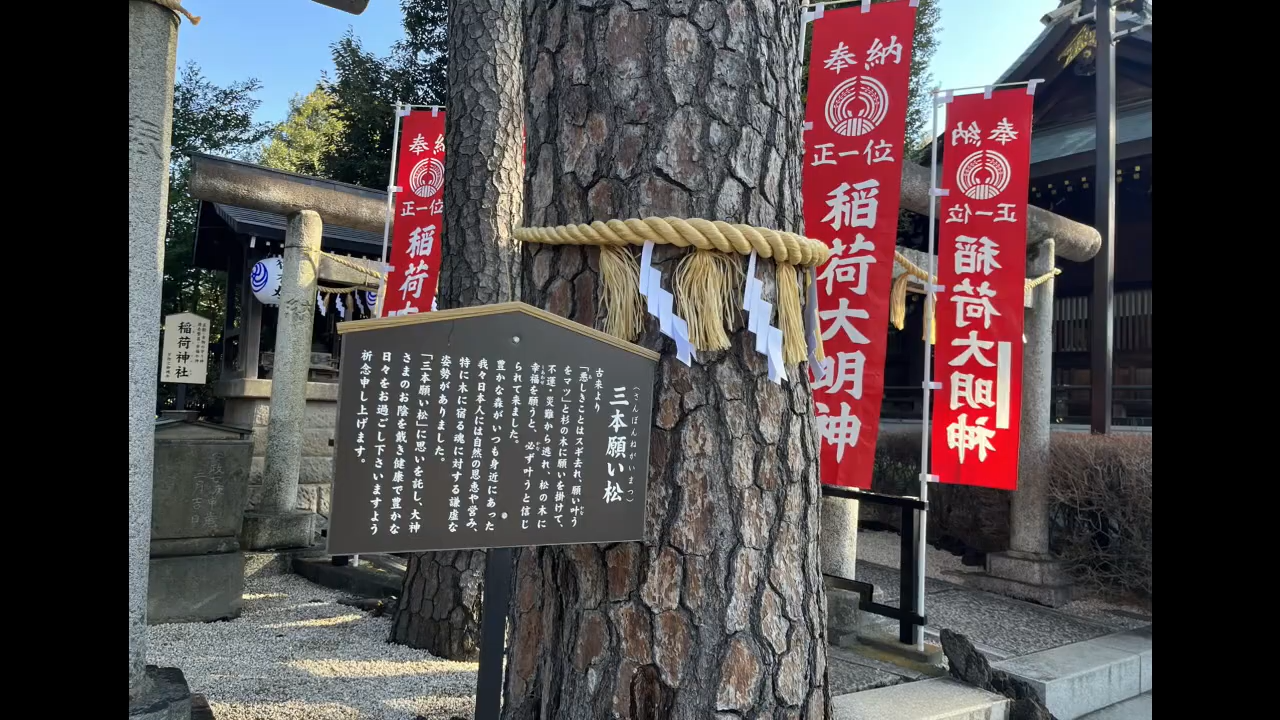 三本願い松
(さんぼんねがいまつ)
古来より
「悲しきことはスギ去れ、願い叶う
をマツ」と杉の木に願いを掛けて、
不運・災難から逃れ、松の木に
幸福を願うと、必ず叶うと信じ
られて来ました。
我々日本人には自然の恩恵や営み、
豊かな森がいつも身近にあった
特に木に宿る魂に対する謙虚な
姿勢がありました。
「三本願い松」に思いを託し、大神
さまのお陰を戴き健康で豊かな
日々をお過ごし下さいますよう
祈念申し上げます。
奉納
正一位
稲荷大明神
奉納
正一位
稲荷大明神
奉納
正一位
稲荷
稲荷神社